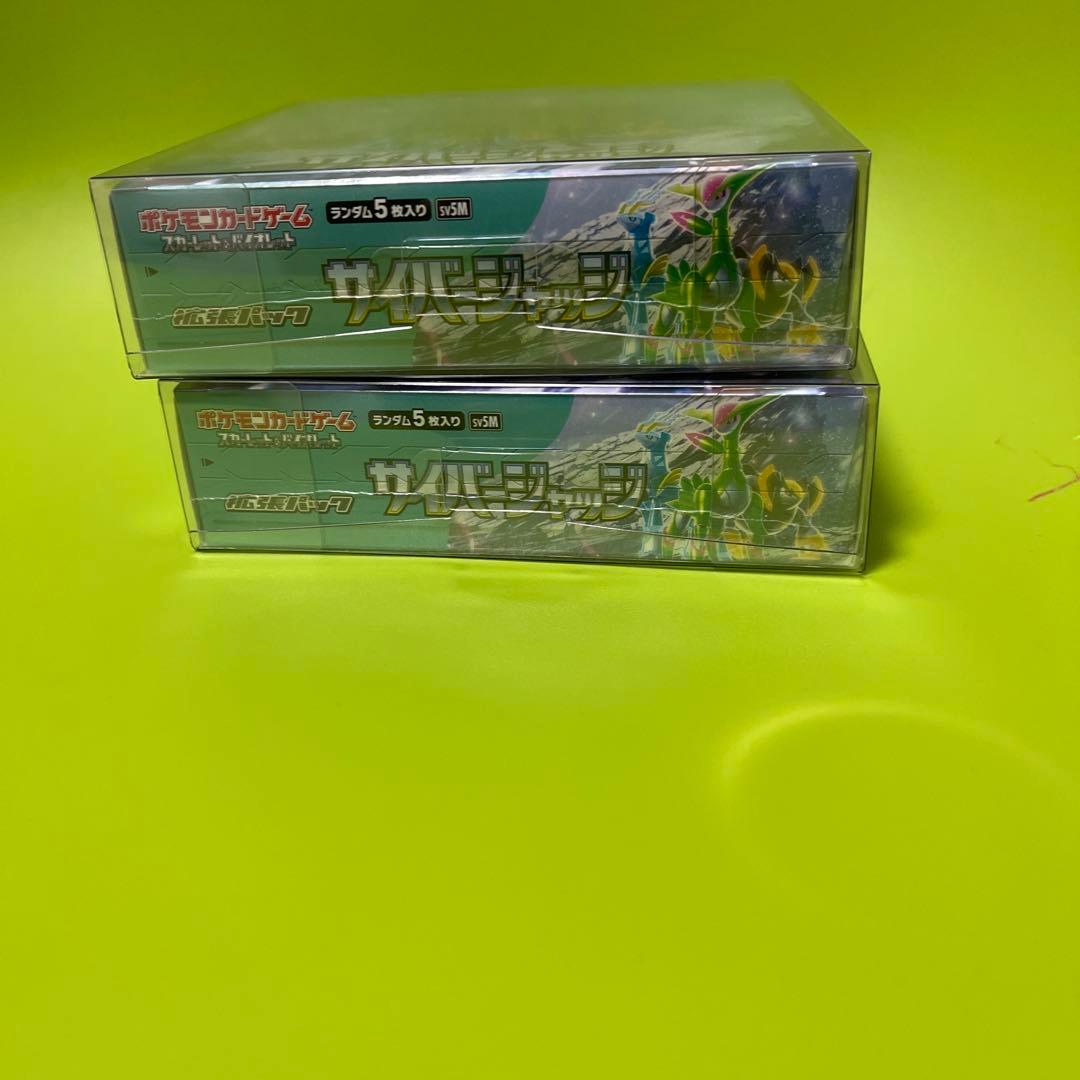 ポケモンカードゲーム
スカーレット&バイオレット
ランダム5枚入り SV5M
サイバージャッジ
拡張パック
ポケモンカードゲーム
スカーレット&バイオレット
ランダム5枚入り SV5M
サイバージャッジ
拡張パック